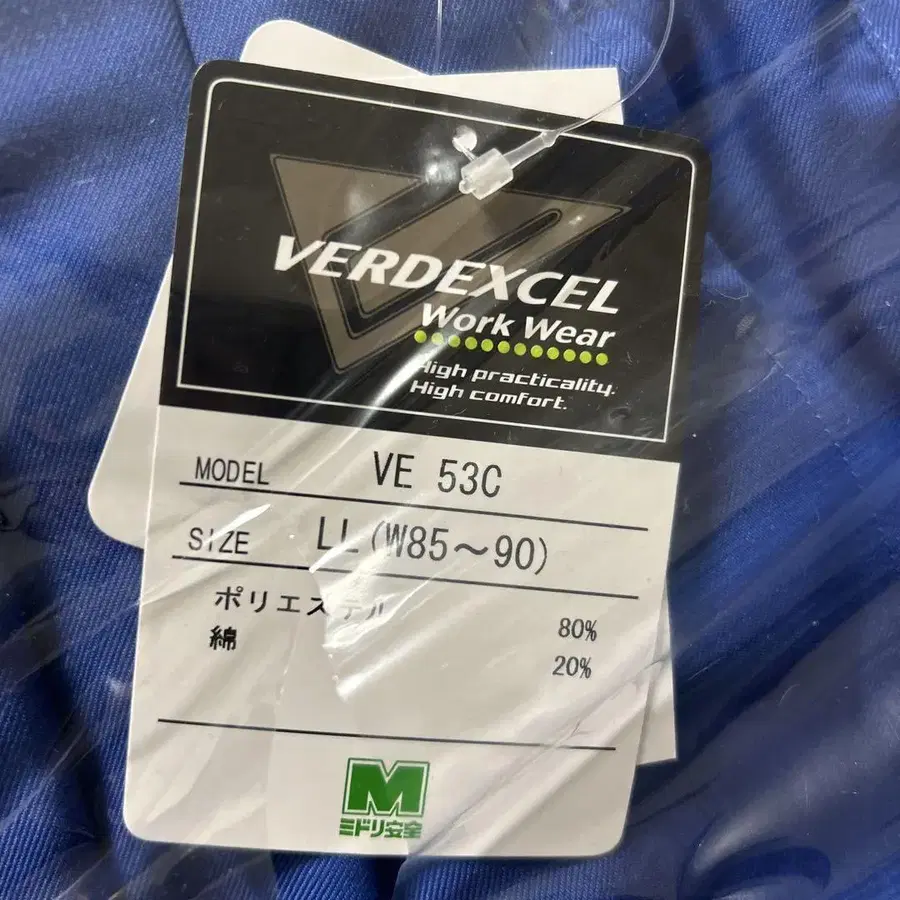 VERDEXCEL
Work Wear
High practicality.
High comfort.
MODEL VE 53C
SIZE LL(W85～90)
ポリエステル 80%
綿 20%
M
ミドリ安全